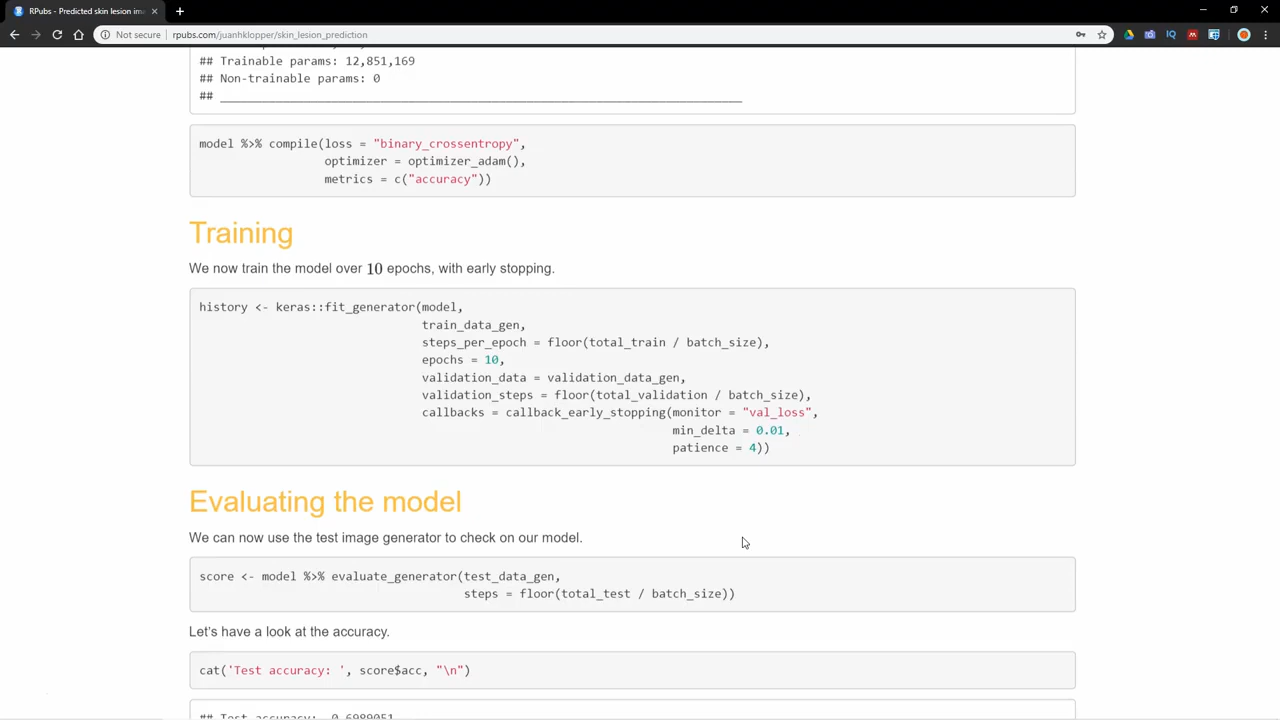 RPubs - Predicted skin lesion im
Not secure | rpubs.com/juanhklopper/skin_lesion_prediction
## Trainable params: 12,851,169
## Non-trainable params: 0
## ___________________________________________________________________________
model %>% compile(loss = "binary_crossentropy",
optimizer = optimizer_adam(),
metrics = c("accuracy"))
Training
We now train the model over 10 epochs, with early stopping.
history <- keras::fit_generator(model,
train_data_gen,
steps_per_epoch = floor(total_train / batch_size),
epochs = 10,
validation_data = validation_data_gen,
validation_steps = floor(total_validation / batch_size),
callbacks = callback_early_stopping(monitor = "val_loss",
min_delta = 0.01,
patience = 4))
Evaluating the model
We can now use the test image generator to check on our model.
score <- model %>% evaluate_generator(test_data_gen,
steps = floor(total_test / batch_size))
Let's have a look at the accuracy.
cat('Test accuracy: ', score$acc, "\n")
## Test accuracy: 0.6989051